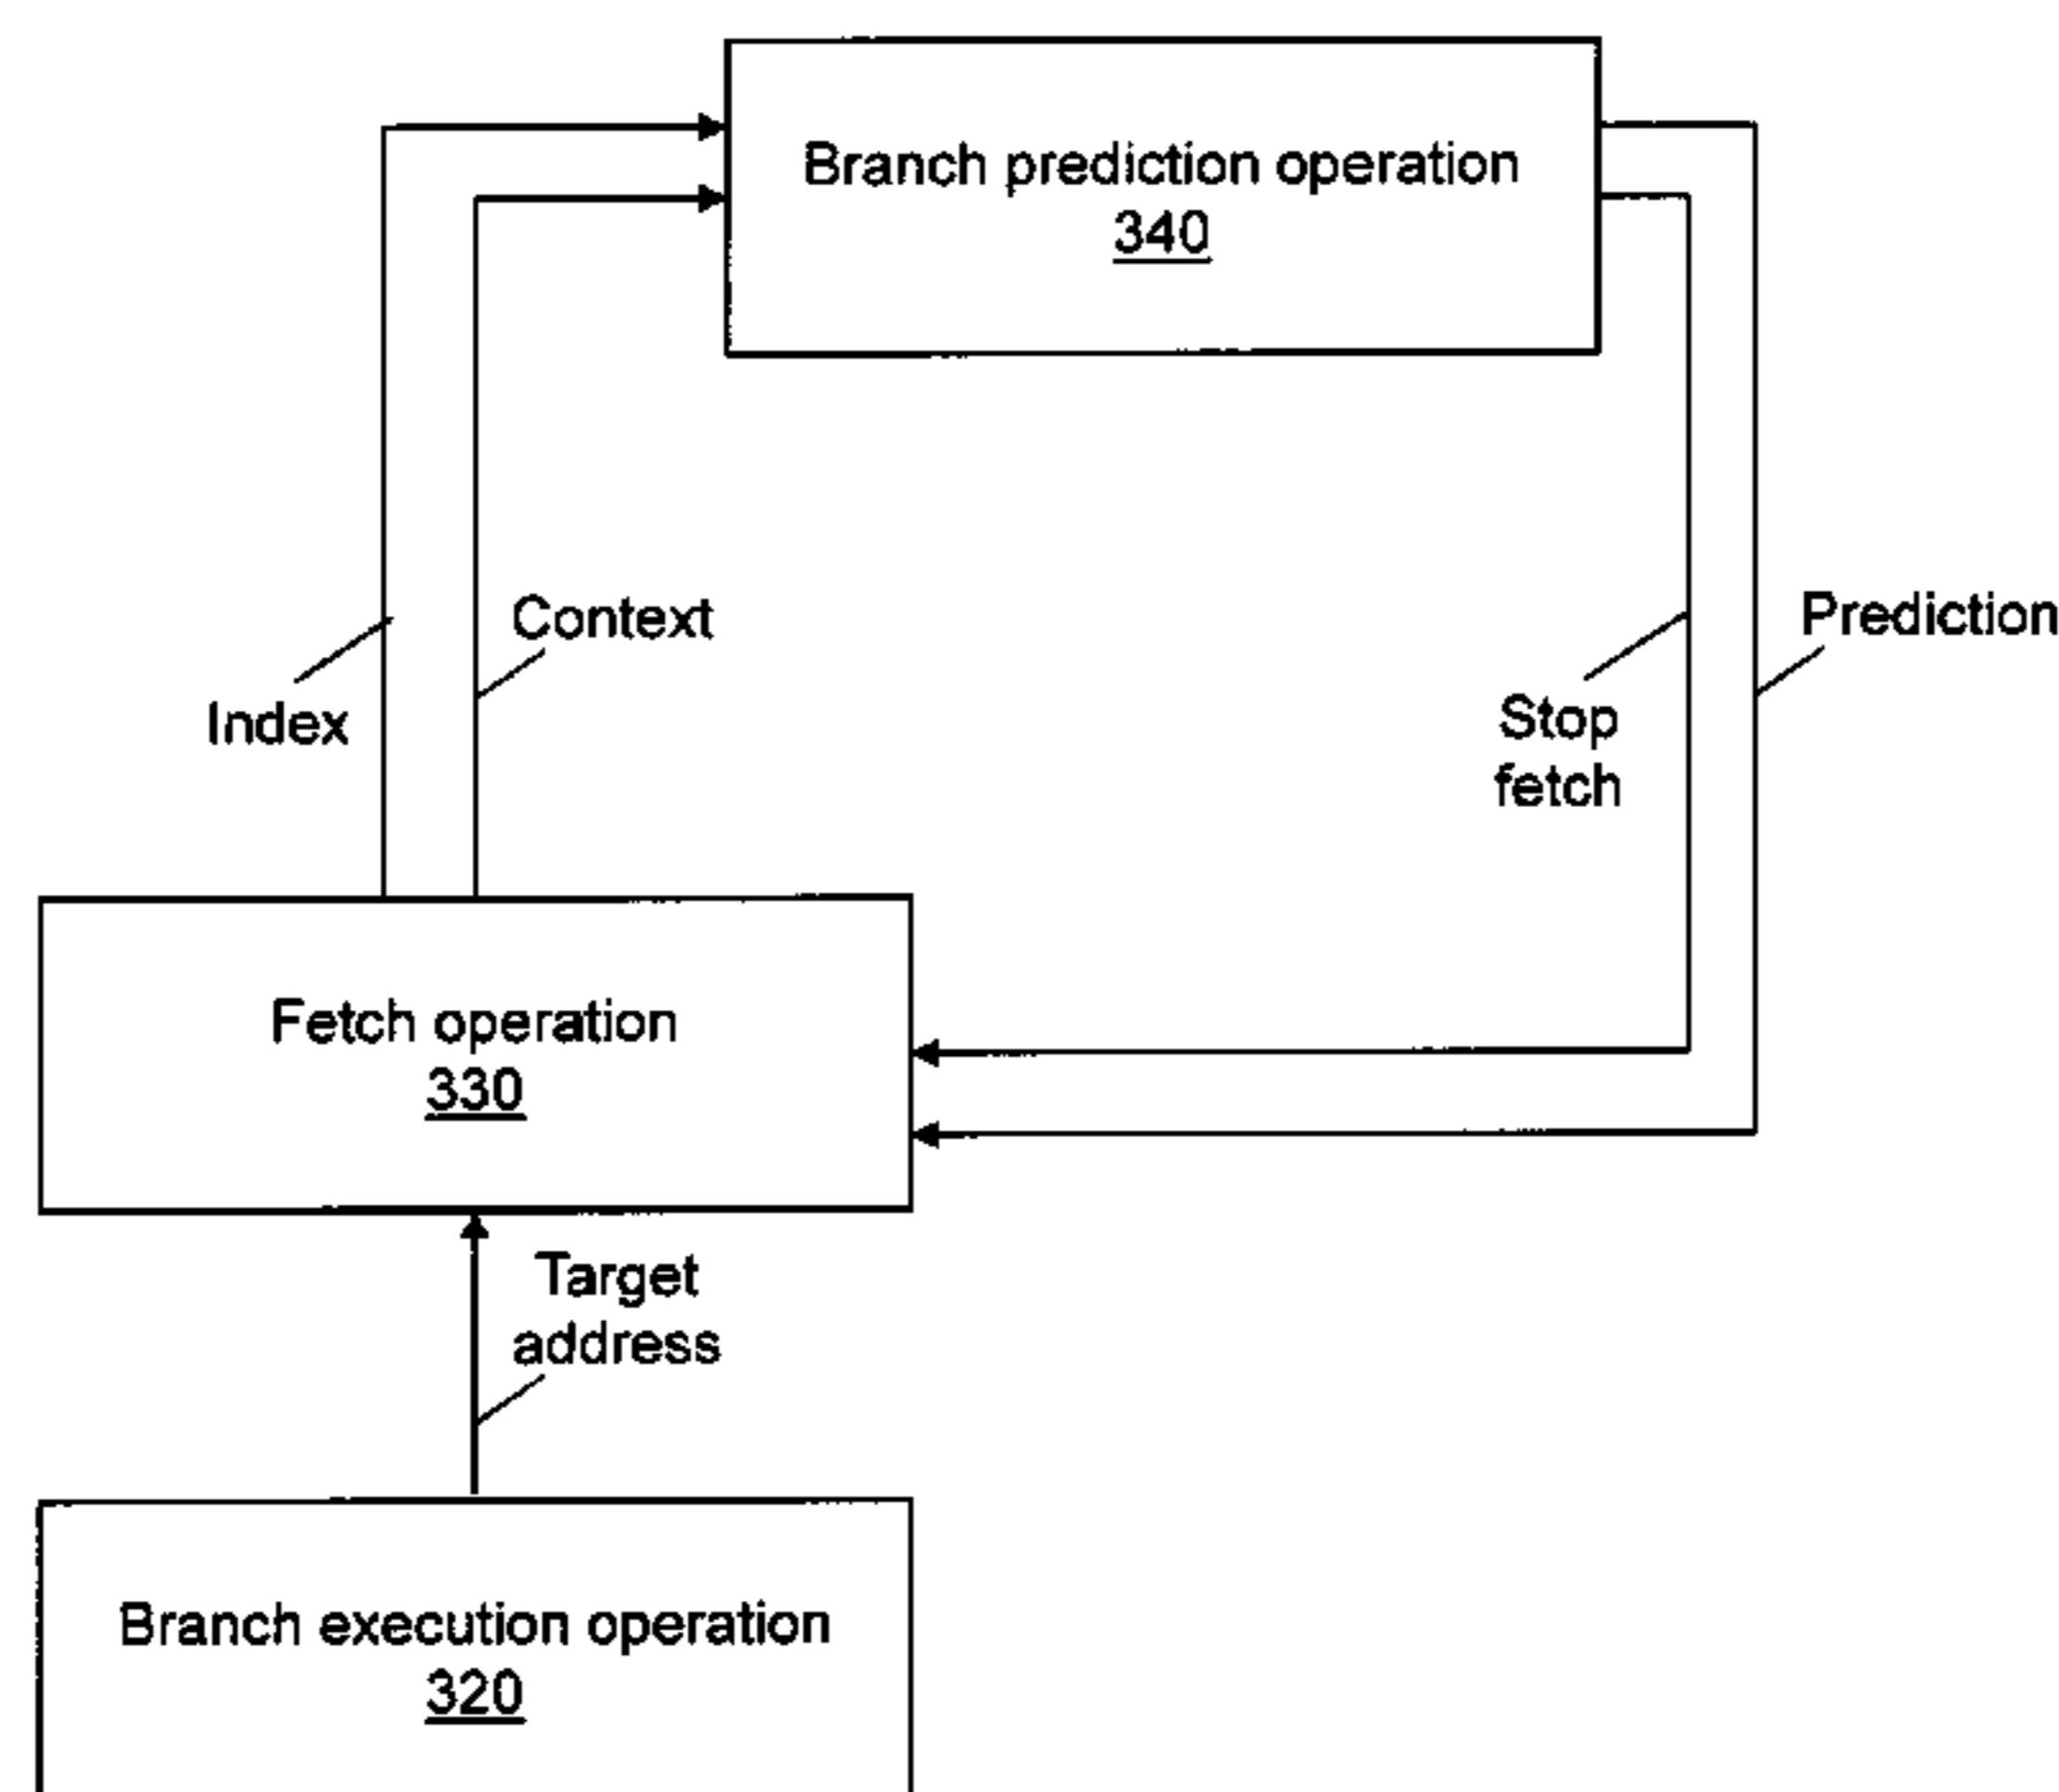 Branch prediction operation
340
Context
Index
Prediction
Stop
fetch
Fetch operation
330
Target
address
Branch execution operation
320